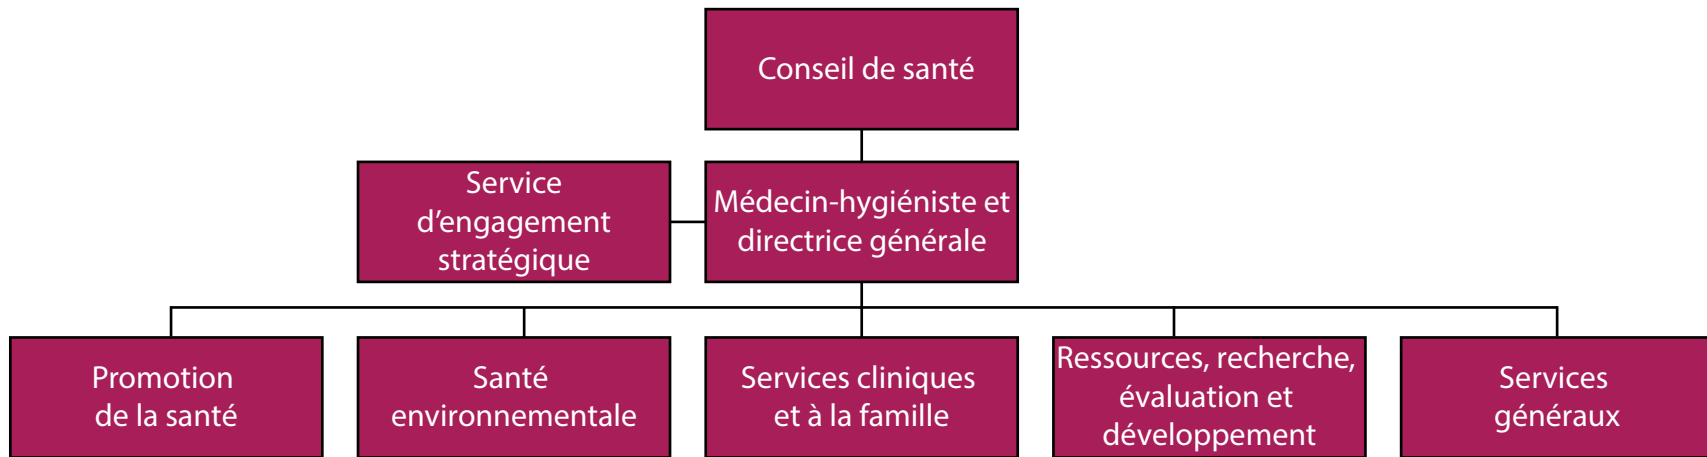 Conseil de santé
Service
d’engagement
stratégique
Médecin-hygiéniste et
directrice générale
Promotion
de la santé
Santé
environnementale
Services cliniques
et à la famille
Ressources, recherche,
évaluation et
développement
Services
généraux